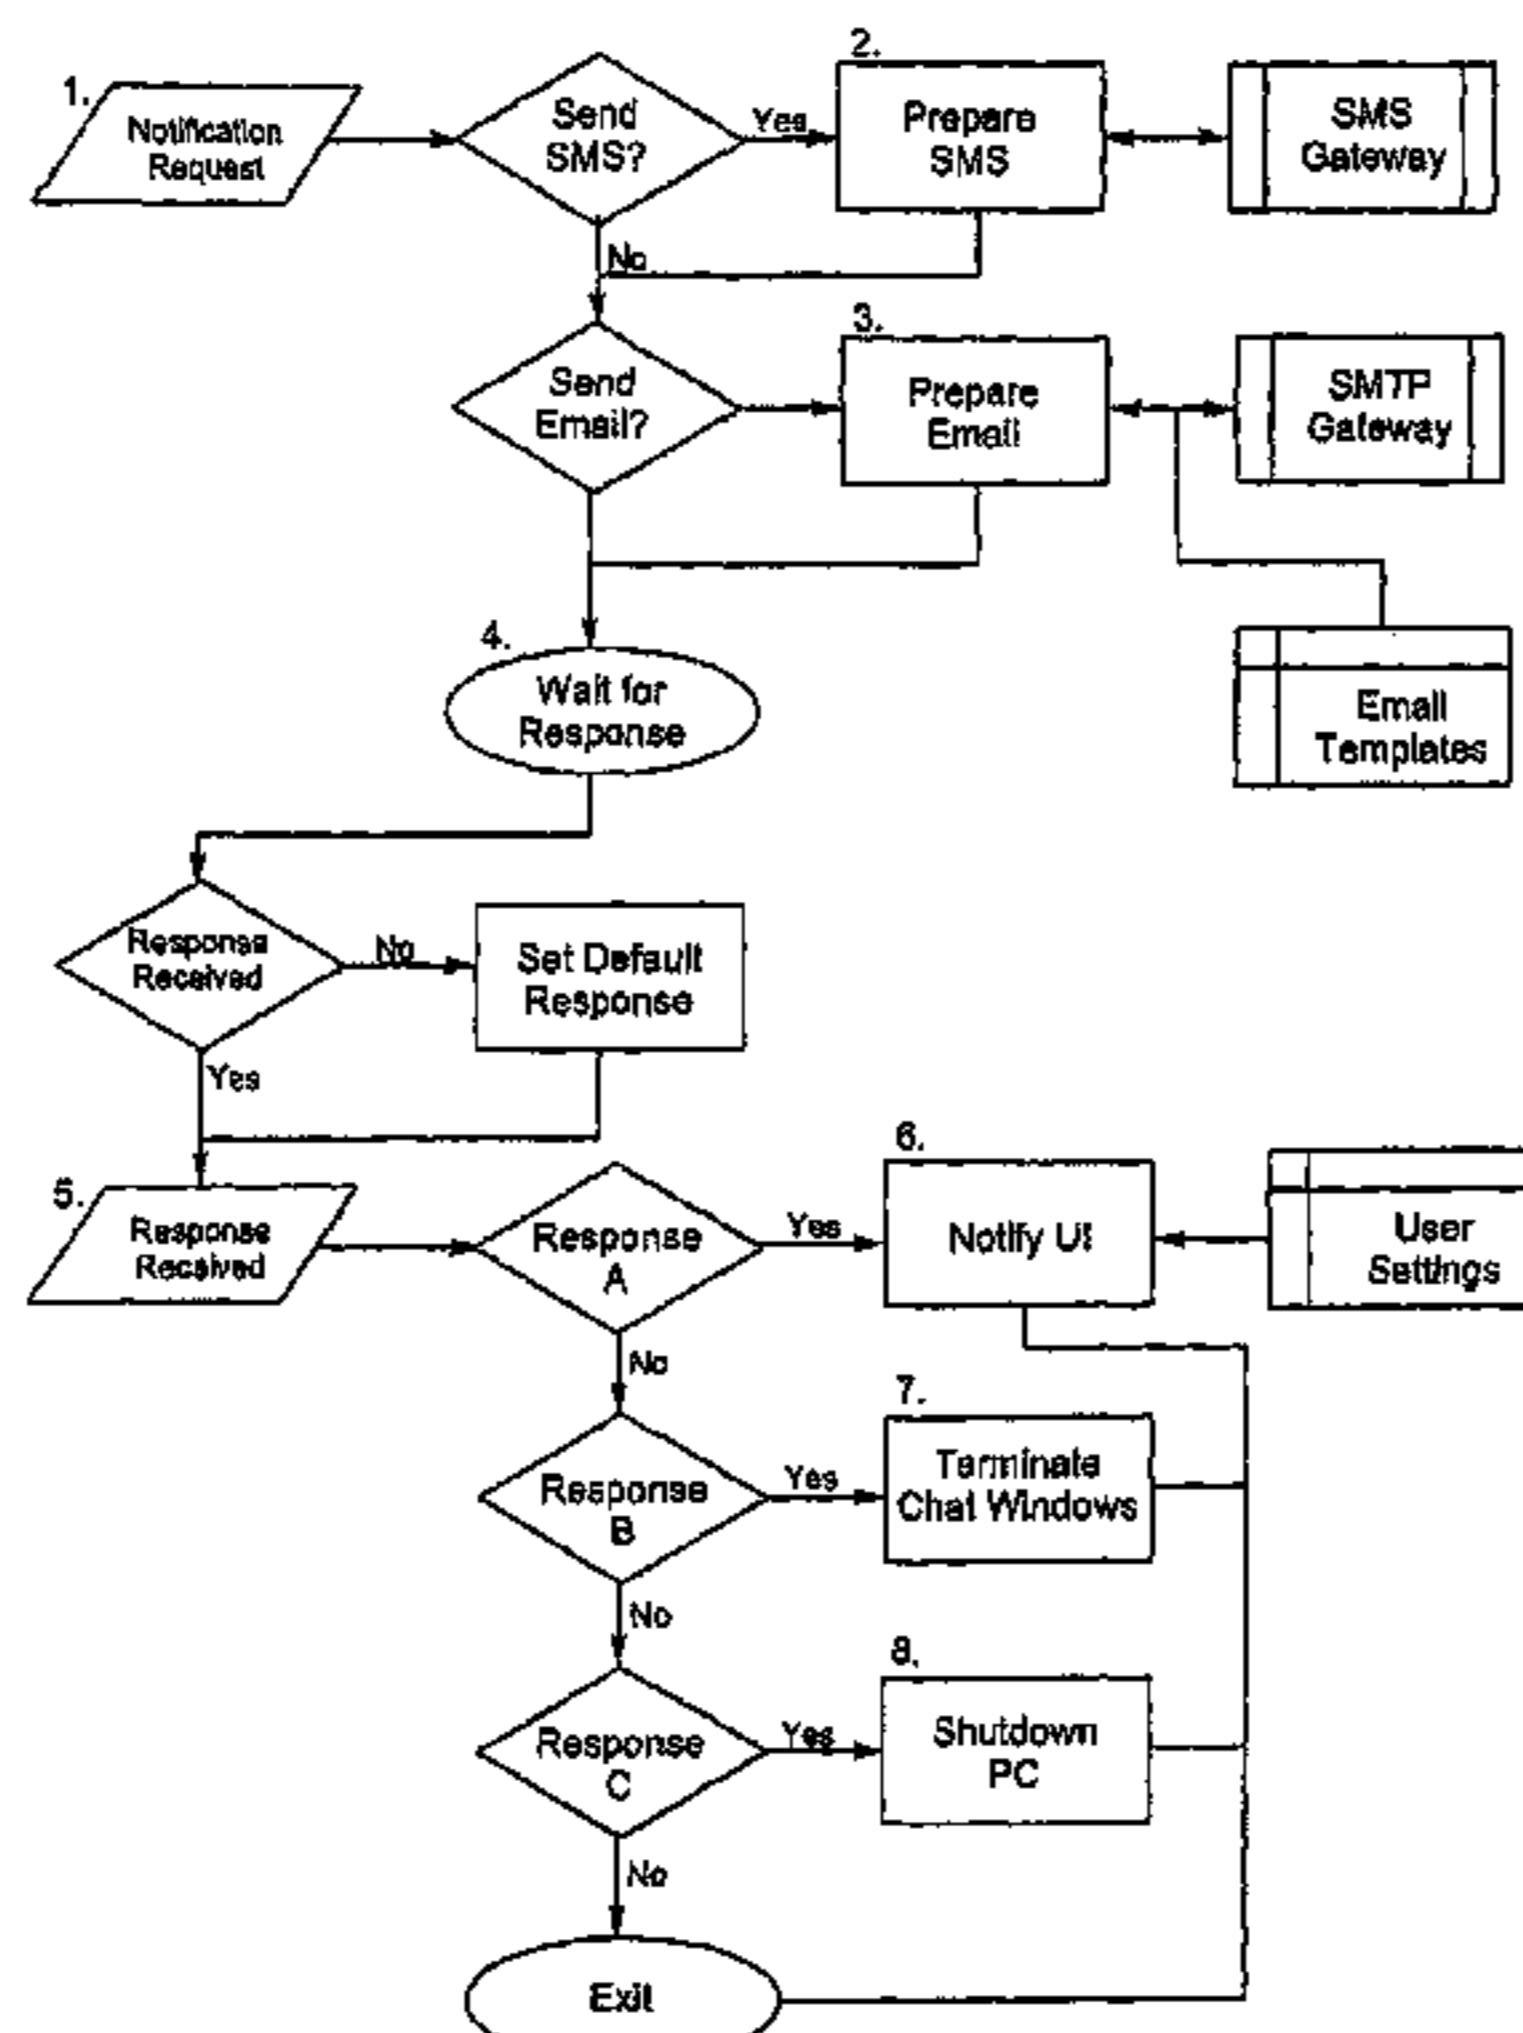 1.
Notification
Request
Send
SMS?
Yes
2.
Prepare
SMS
SMS
Gateway
No
Send
Email?
3.
Prepare
Email
SMTP
Gateway
Email
Templates
4.
Wait for
Response
Response
Received
No
Set Default
Response
Yes
5.
Response
Received
Response
A
Yes
6.
Notify UI
User
Settings
No
Response
B
Yes
7.
Terminate
Chat Windows
No
Response
C
Yes
8.
Shutdown
PC
No
Exit